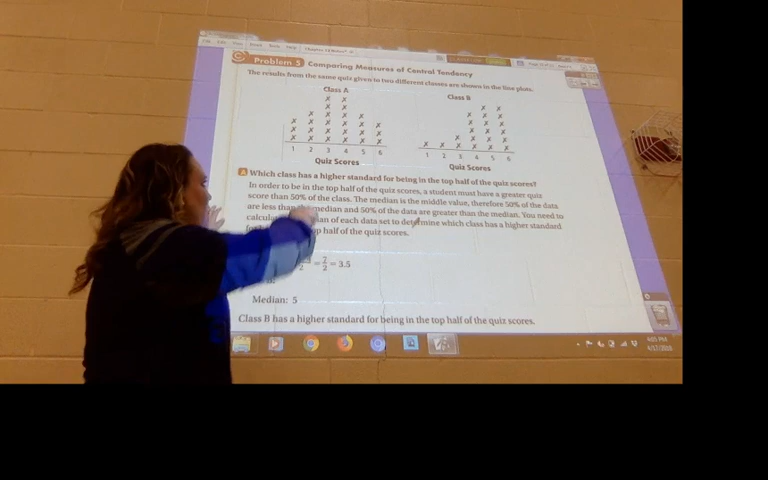 Problem 5 Comparing Measures of Central Tendency
The results from the same quiz given to two different classes are shown in the line plots.
Class A
Class B
1 2 3 4 5 6
1 2 3 4 5 6
Quiz Scores
Quiz Scores
A Which class has a higher standard for being in the top half of the quiz scores?
In order to be in the top half of the quiz scores, a student must have a greater quiz
score than 50% of the class. The median is the middle value, therefore 50% of the data
are less than the median and 50% of the data are greater than the median. You need to
of each data set to determine which class has a higher standard
half of the quiz scores.
= 3.5
Median: 5
Class B has a higher standard for being in the top half of the quiz scores.